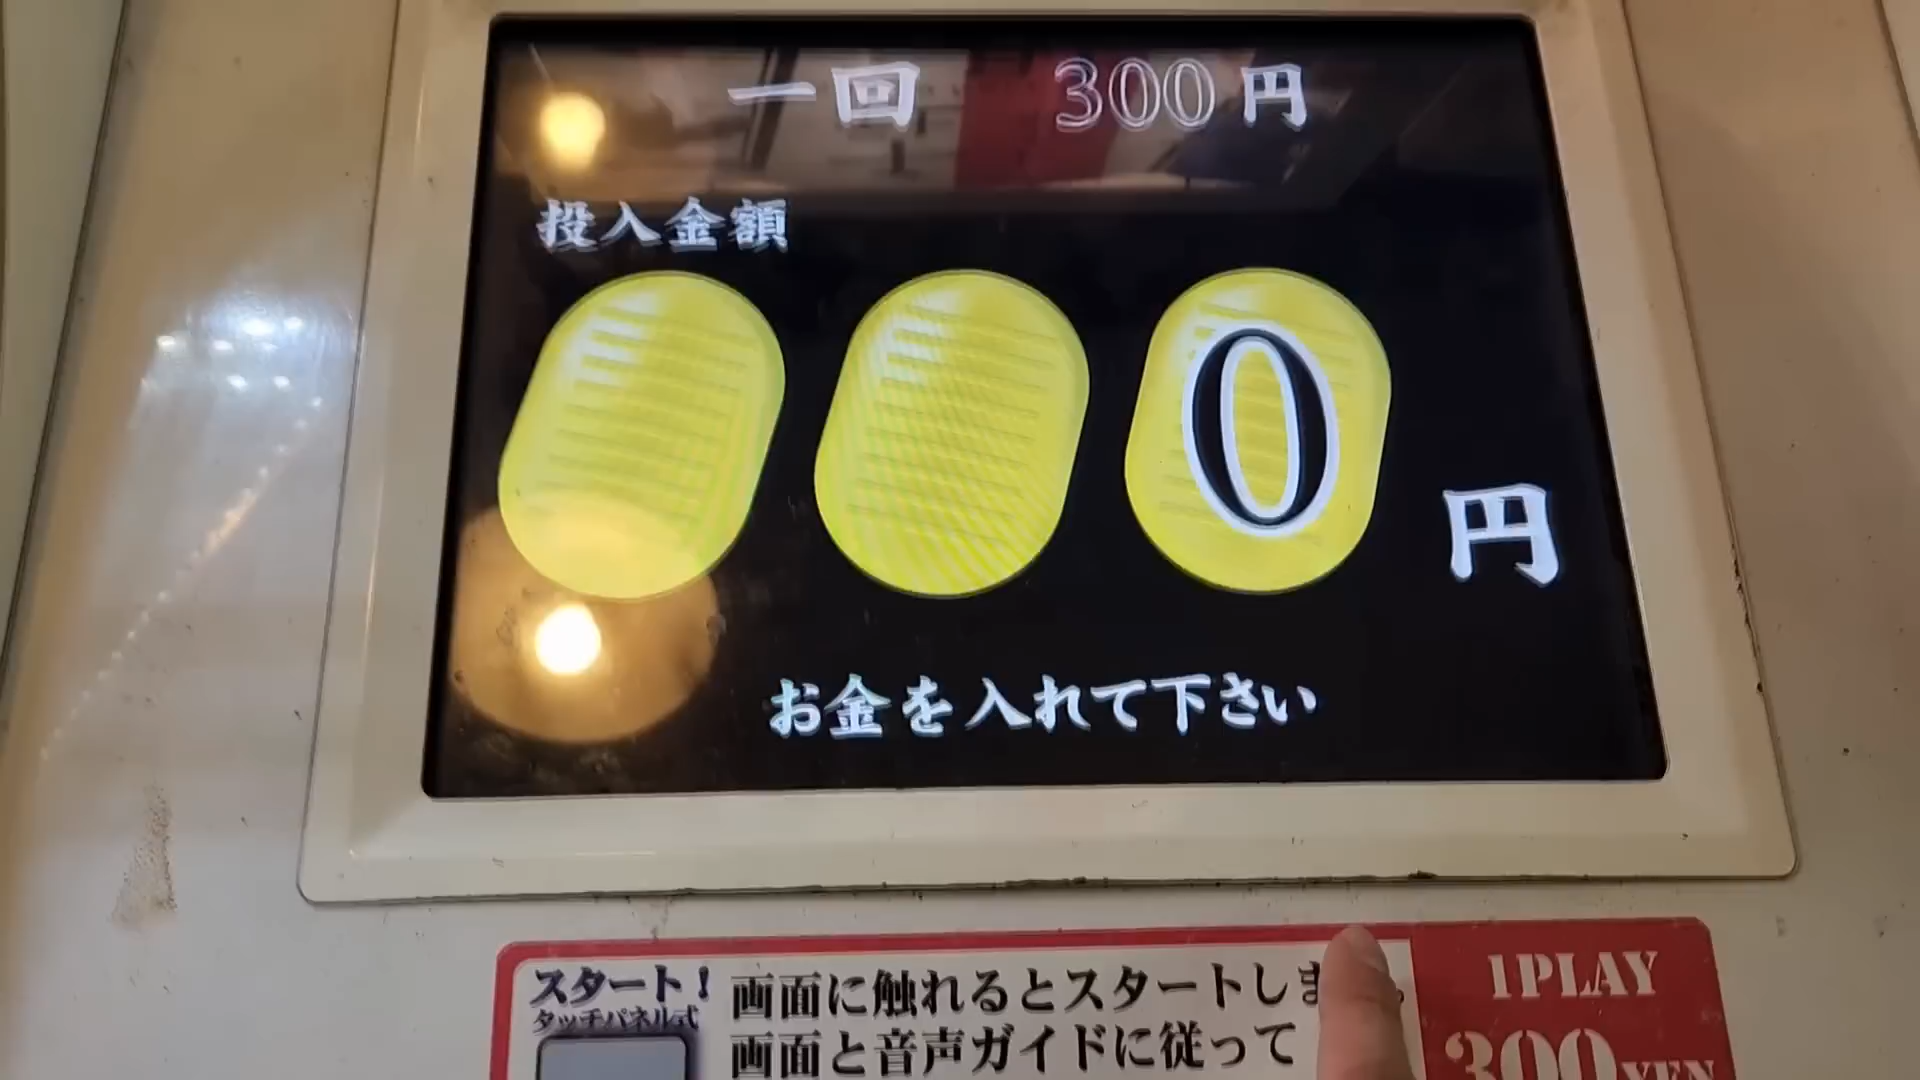 一回 300円
投入金額
0円
お金を入れて下さい
スタート!
タッチパネル式
画面に触れるとスタートしま
画面と音声ガイドに従って
1PLAY
300YEN